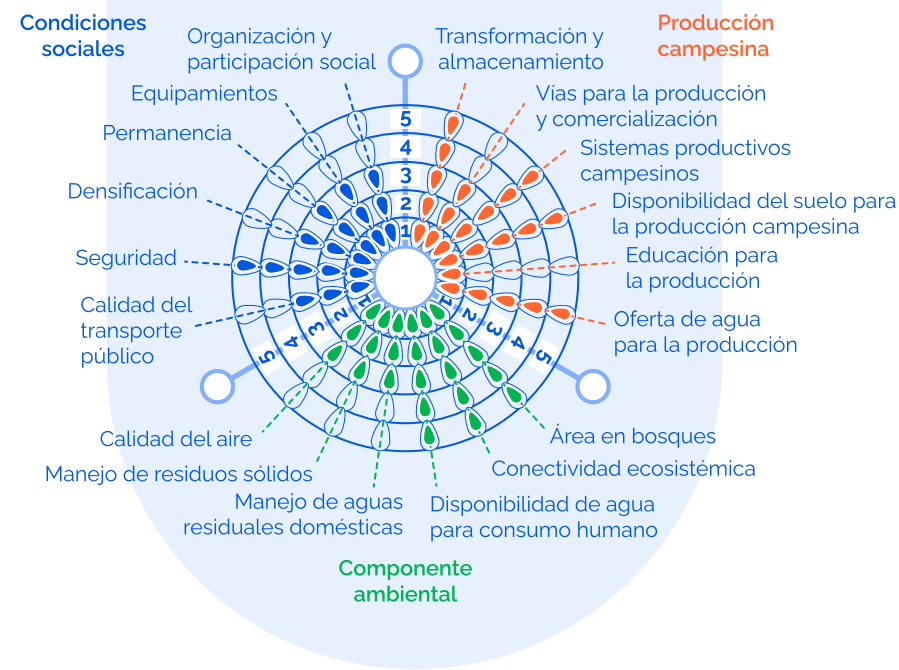 Condiciones
sociales
Producción
campesina
Organización y
participación social
Transformación y
almacenamiento
Equipamientos
Vías para la producción
y comercialización
Permanencia
Sistemas productivos
campesinos
Densificación
Disponibilidad del suelo para
la producción campesina
Seguridad
Educación para
la producción
Calidad del
transporte
público
Oferta de agua
para la producción
5
4
3
2
1
1
2
3
4
5
1
2
3
4
5
Calidad del aire
Área en bosques
Manejo de residuos sólidos
Conectividad ecosistémica
Manejo de aguas
residuales domésticas
Disponibilidad de agua
para consumo humano
Componente
ambiental